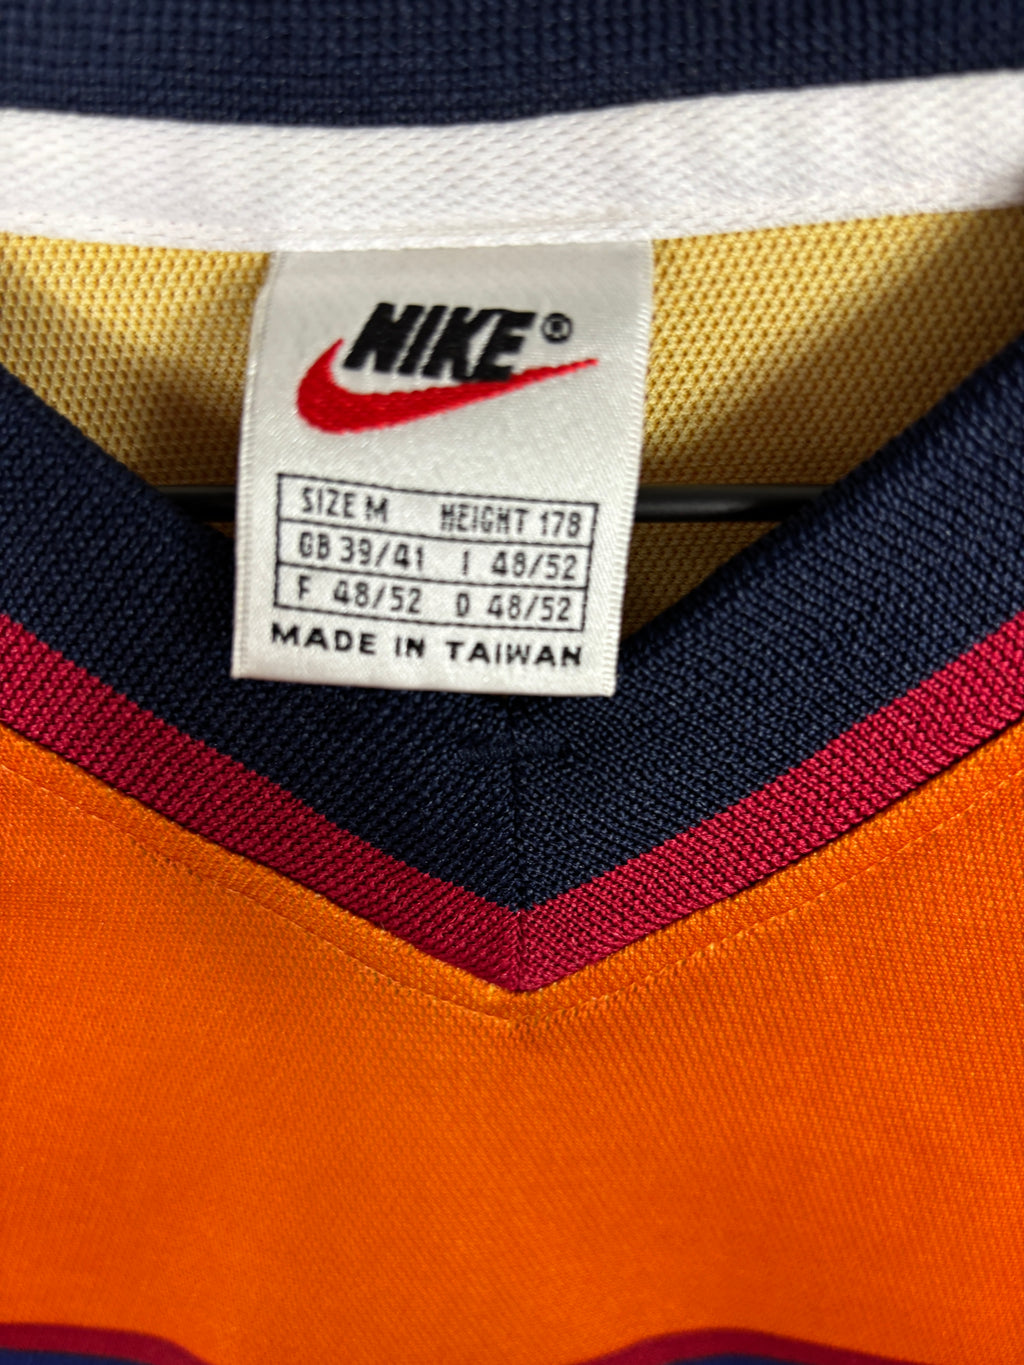 NIKE®
SIZE M HEIGHT 178
GB 39/41 I 48/52
F 48/52 D 48/52
MADE IN TAIWAN